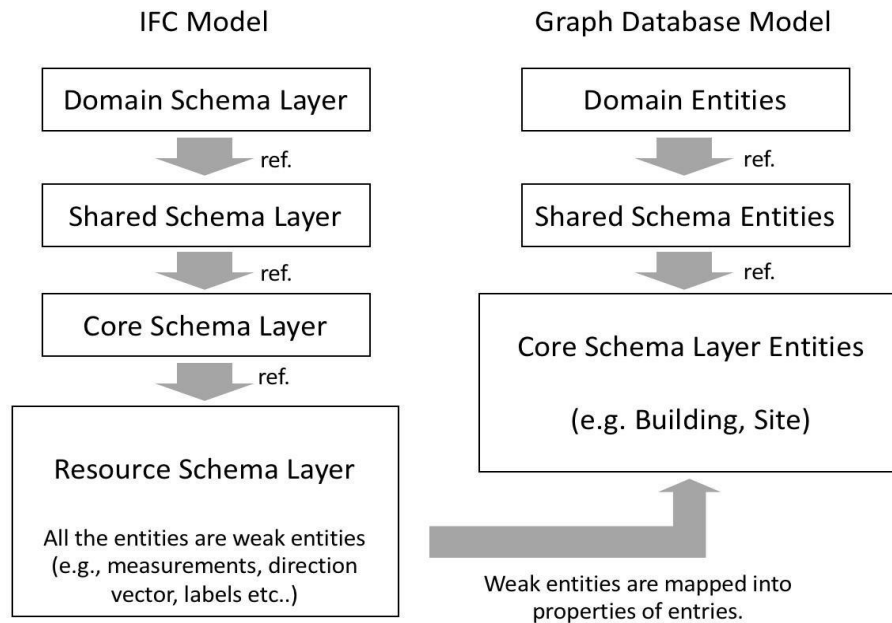 IFC Model
Domain Schema Layer
ref.
Shared Schema Layer
ref.
Core Schema Layer
ref.
Resource Schema Layer
All the entities are weak entities
(e.g., measurements, direction
vector, labels etc..)
Graph Database Model
Domain Entities
ref.
Shared Schema Entities
ref.
Core Schema Layer Entities
(e.g. Building, Site)
Weak entities are mapped into
properties of entries.